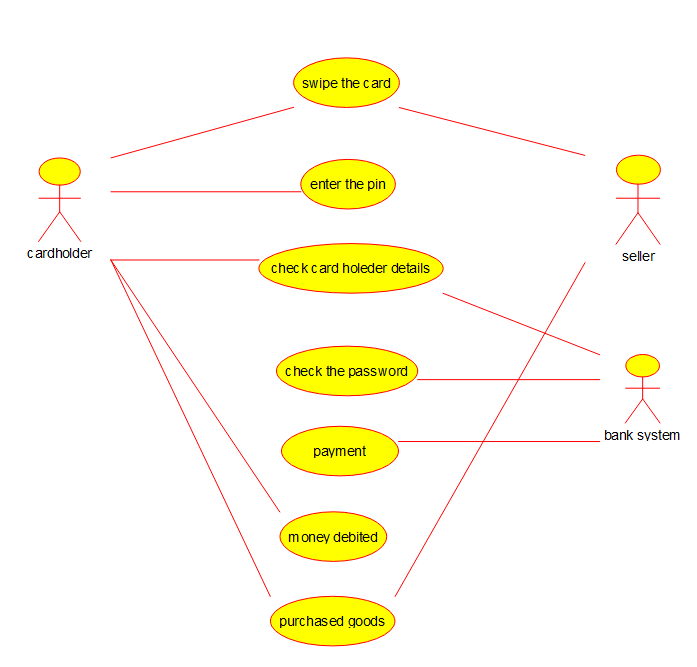 swipe the card
enter the pin
cardholder
seller
check card holeder details
check the password
bank system
payment
money debited
purchased goods